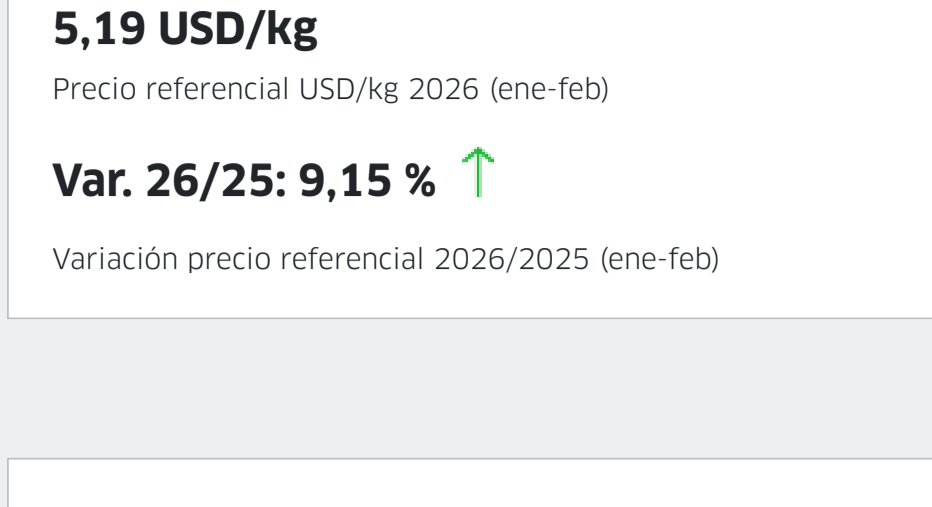 5,19 USD/kg
Precio referencial USD/kg 2026 (ene-feb)
Var. 26/25: 9,15 %
Variación precio referencial 2026/2025 (ene-feb)